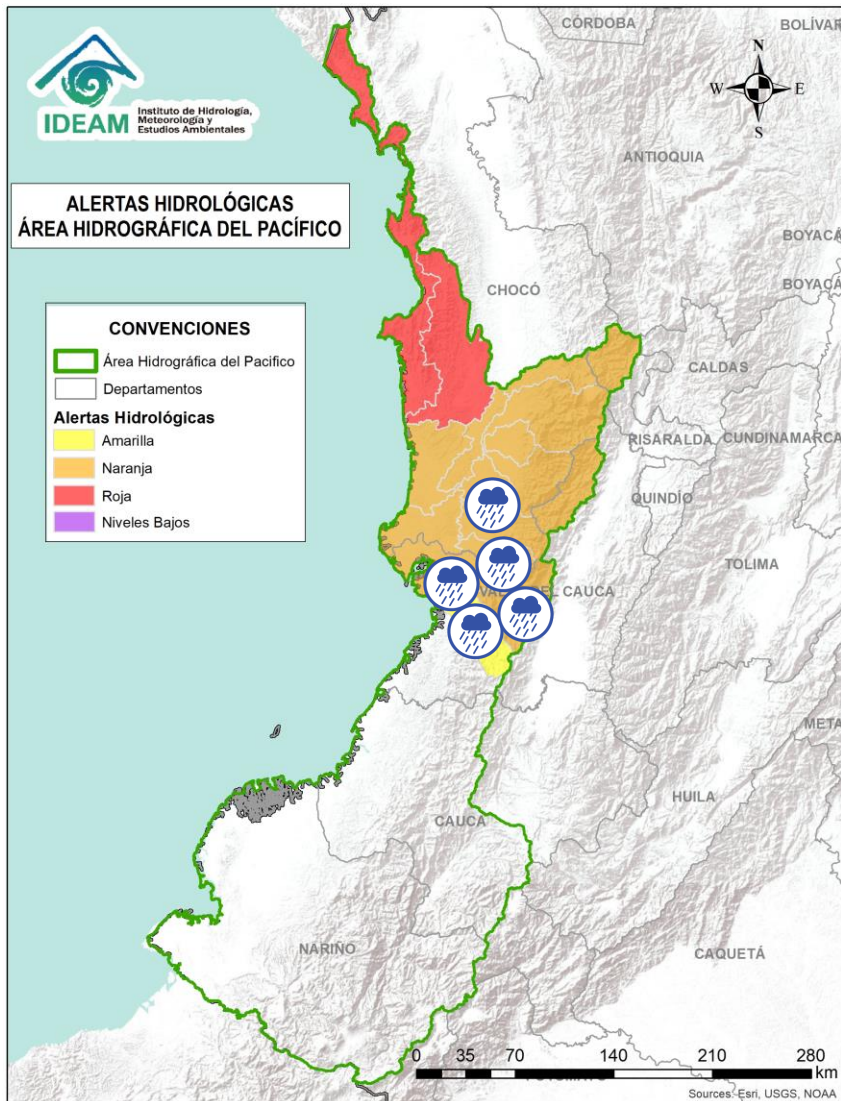 IDEAM
Instituto de Hidrología,
Meteorología y
Estudios Ambientales
ALERTAS HIDROLÓGICAS
ÁREA HIDROGRÁFICA DEL PACÍFICO
CONVENCIONES
Área Hidrográfica del Pacifico
Departamentos
Alertas Hidrológicas
Amarilla
Naranja
Roja
Niveles Bajos
N
W
E
S
CÓRDOBA
BOLÍVAR
ANTIOQUIA
BOYACÁ
BOYACÁ
CHOCÓ
CALDAS
RISARALDA
CUNDINAMARCA
QUINDÍO
TOLIMA
DEL CAUCA
META
HUILA
CAUCA
NARIÑO
CAQUETÁ
0 35 70 140 210 280
km
Sources: Esri, USGS, NOAA